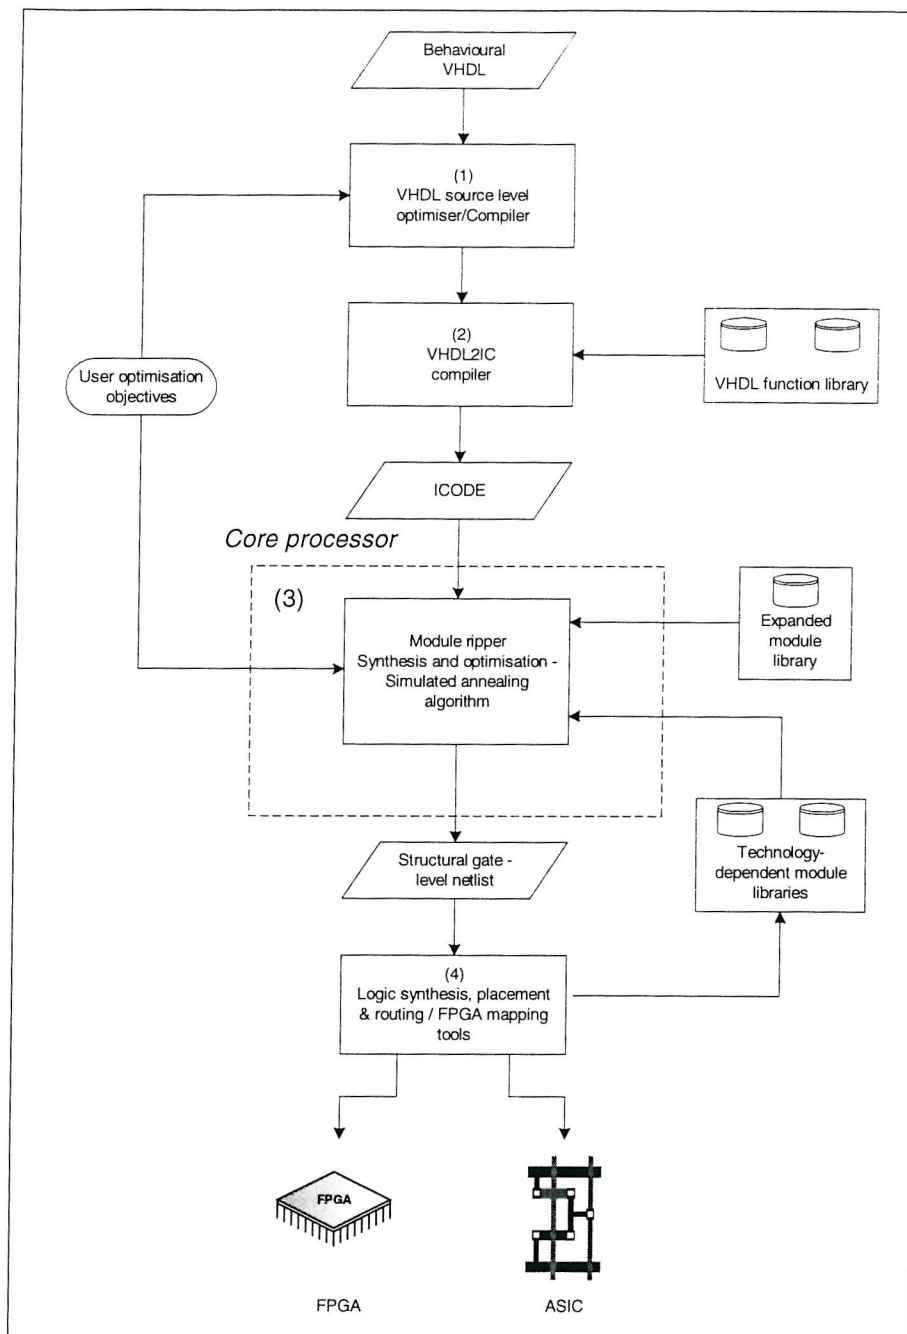 Behavioural
VHDL
(1)
VHDL source level
optimiser/Compiler
(2)
VHDL2IC
compiler
VHDL function library
User optimisation
objectives
ICODE
Core processor
(3)
Module ripper
Synthesis and optimisation -
Simulated annealing
algorithm
Expanded
module
library
Structural gate -
level netlist
Technology-
dependent module
libraries
(4)
Logic synthesis, placement
& routing / FPGA mapping
tools
FPGA
FPGA
ASIC